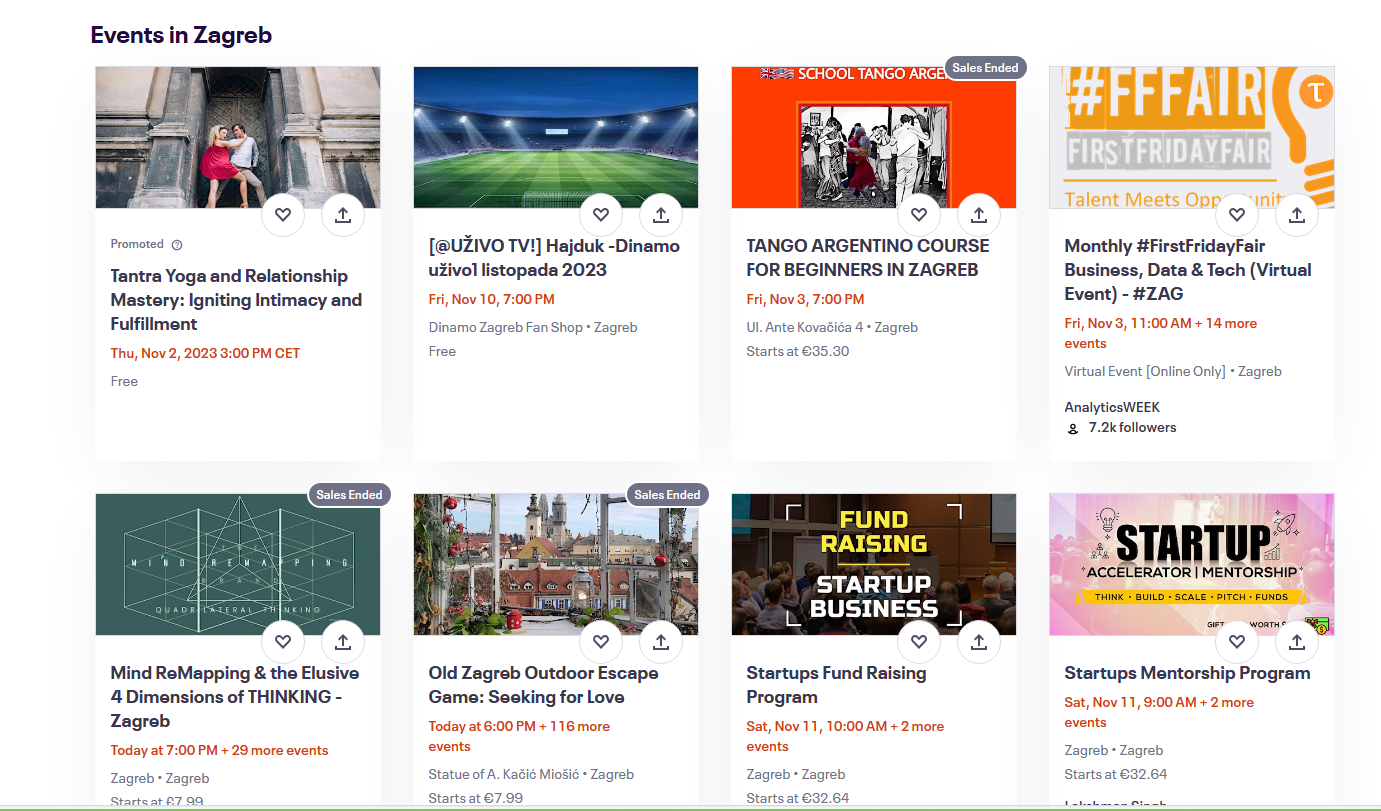 Events in Zagreb
Promoted
Tantra Yoga and Relationship
Mastery: Igniting Intimacy and
Fulfillment
Thu, Nov 2, 2023 3:00 PM CET
Free
[@UŽIVO TV!] Hajduk -Dinamo
uživo1 listopada 2023
Fri, Nov 10, 7:00 PM
Dinamo Zagreb Fan Shop • Zagreb
Free
Sales Ended
SCHOOL TANGO
TANGO ARGENTINO COURSE
FOR BEGINNERS IN ZAGREB
Fri, Nov 3, 7:00 PM
Ul. Ante Kovačića 4 • Zagreb
Starts at €35.30
#FFFAIR
FIRSTFRIDAYFAIR
Talent Meets
Monthly #FirstFridayFair
Business, Data & Tech (Virtual
Event) - #ZAG
Fri, Nov 3, 11:00 AM + 14 more
events
Virtual Event [Online Only] • Zagreb
AnalyticsWEEK
7.2k followers
Sales Ended
MIND REMAPPING
BRAND
QUADRILATERAL THINKING
Mind ReMapping & the Elusive
4 Dimensions of THINKING -
Zagreb
Today at 7:00 PM + 29 more events
Zagreb • Zagreb
Starts at €7.99
Sales Ended
Old Zagreb Outdoor Escape
Game: Seeking for Love
Today at 6:00 PM + 116 more
events
Statue of A. Kačić Miošić • Zagreb
Starts at €7.99
FUND
RAISING
STARTUP
BUSINESS
Startups Fund Raising
Program
Sat, Nov 11, 10:00 AM + 2 more
events
Zagreb • Zagreb
Starts at €32.64
STARTUP
ACCELERATOR | MENTORSHIP
THINK • BUILD • SCALE • PITCH • FUNDS
Startups Mentorship Program
Sat, Nov 11, 9:00 AM + 2 more
events
Zagreb • Zagreb
Starts at €32.64